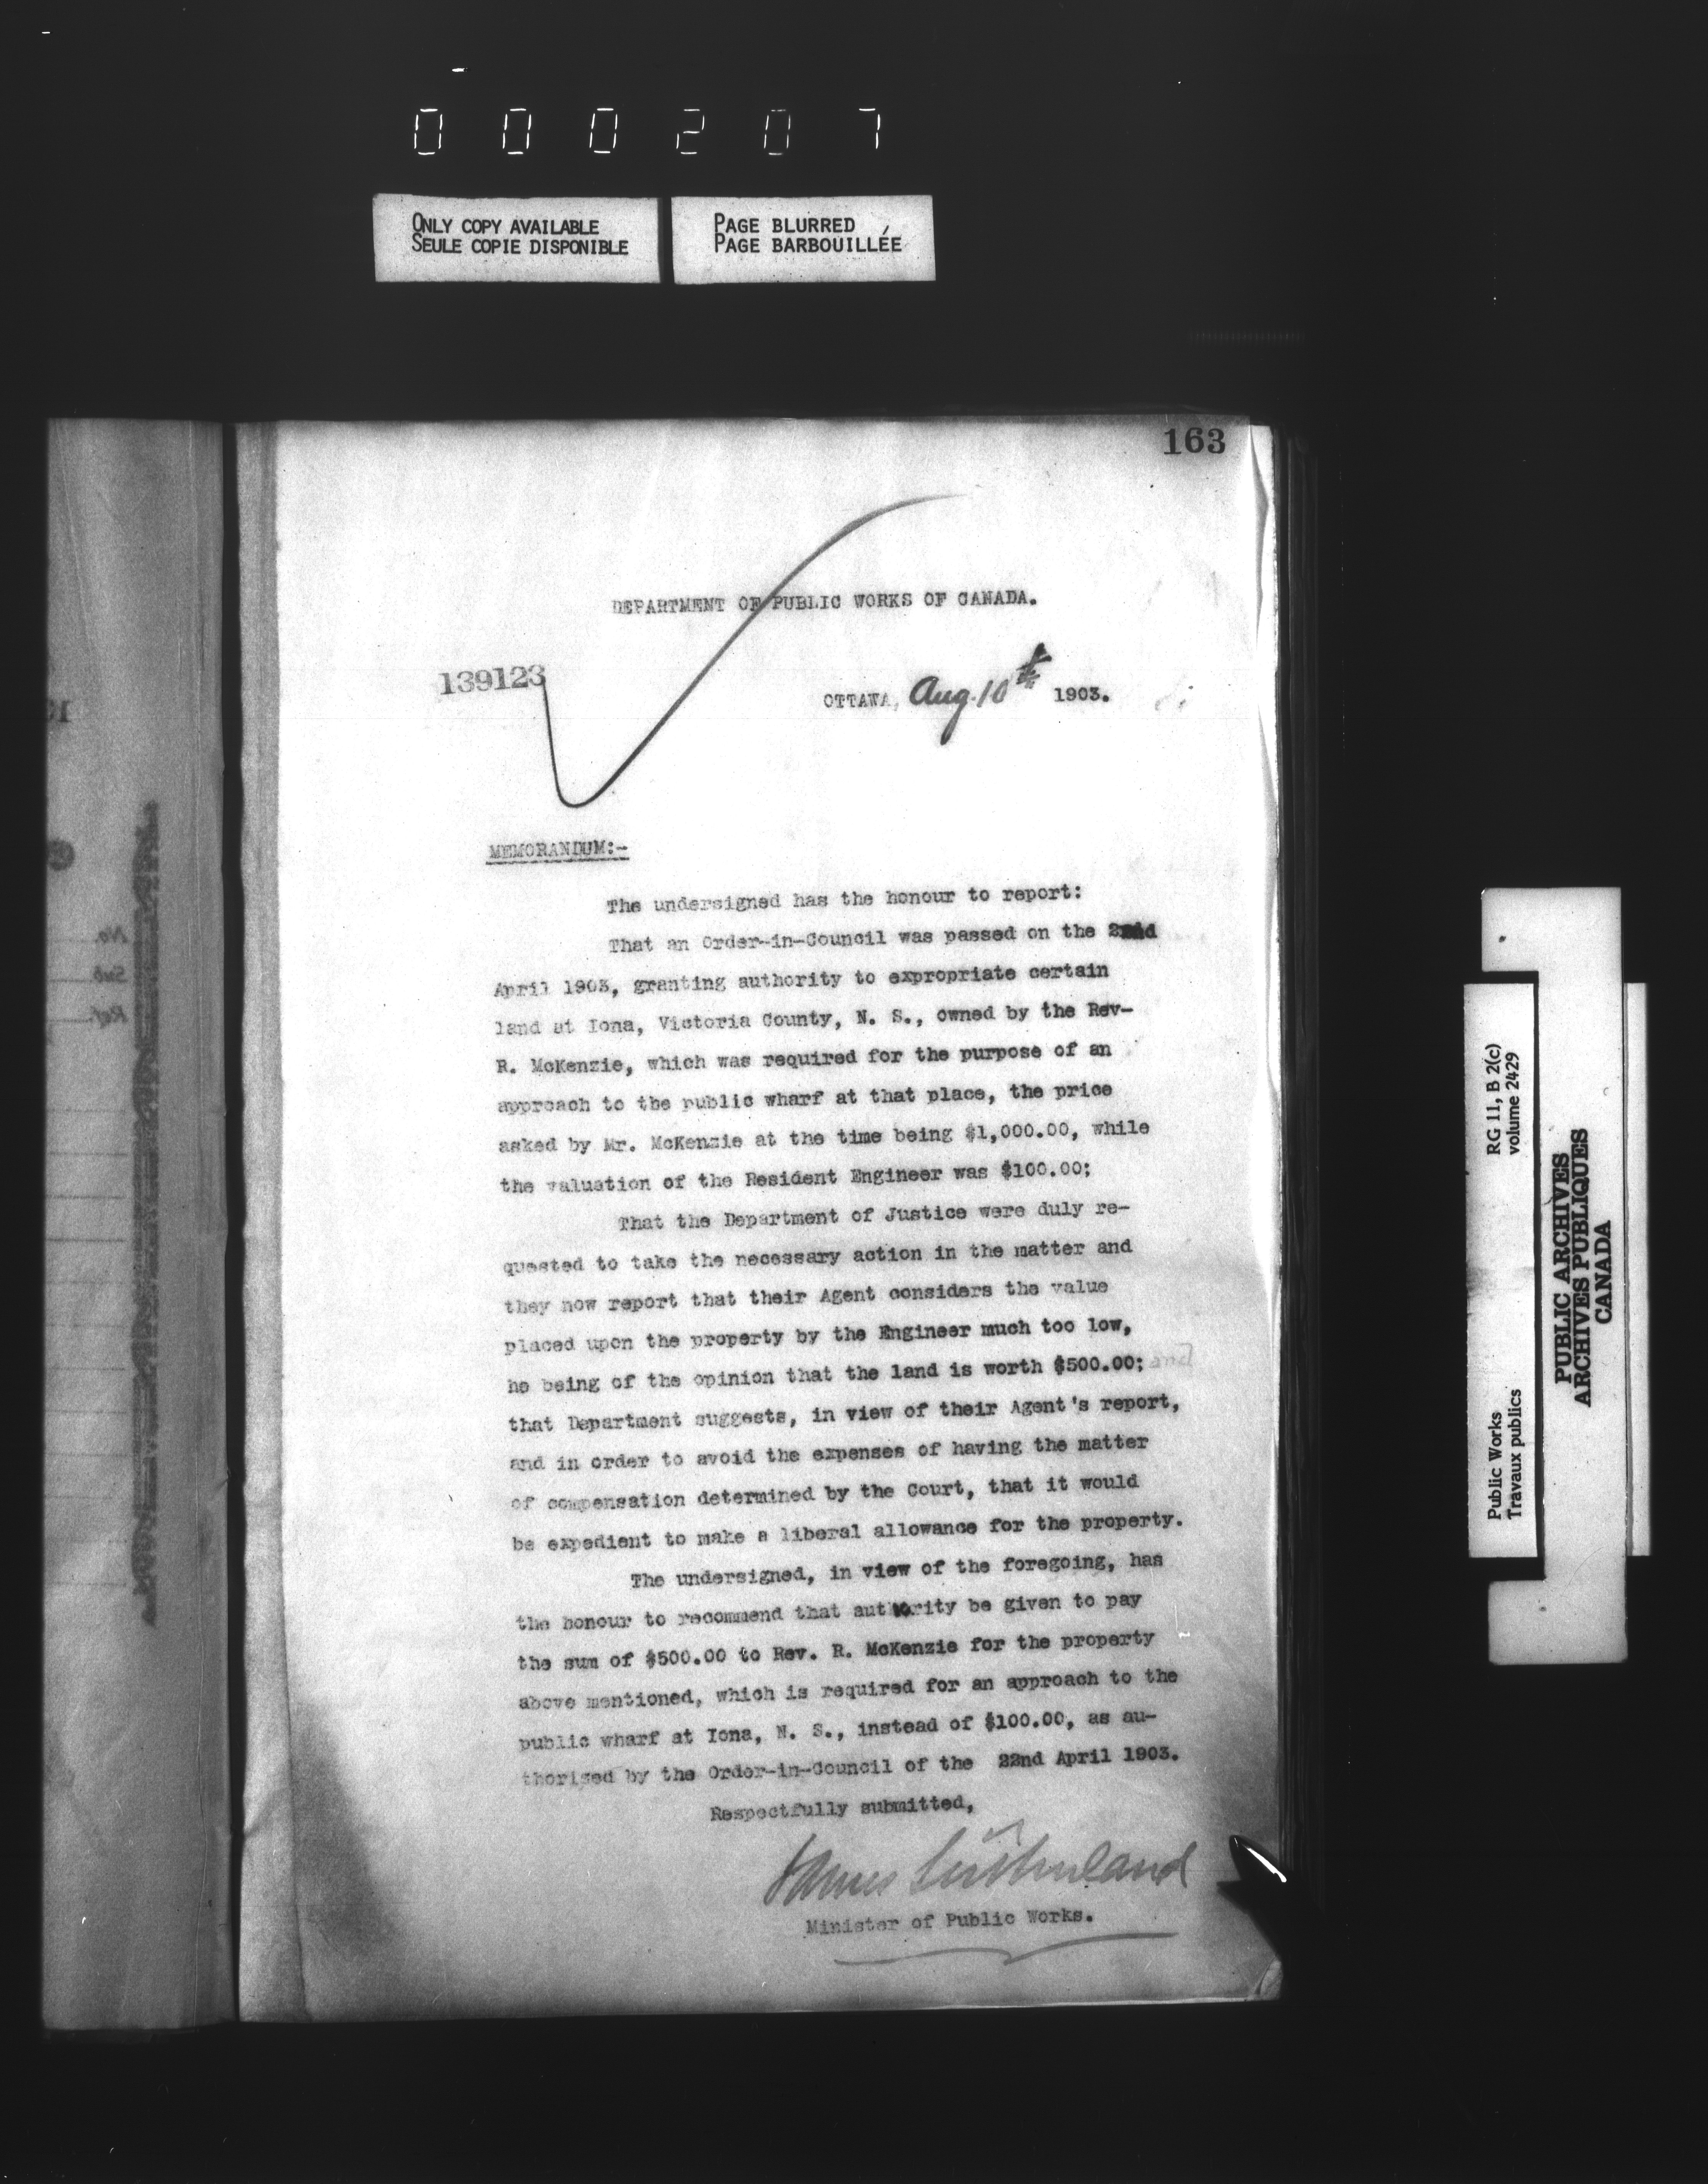 000207
ONLY COPY AVAILABLE
SEULE COPIE DISPONIBLE
PAGE BLURRED
PAGE BARBOUILLÉE
163
DEPARTMENT OF PUBLIC WORKS OF CANADA.
139123
OTTAWA, Aug. 10th 1903.
MEMORANDUM:-
The undersigned has the honour to report:
That an Order-in-Council was passed on the 22nd
April 1903, granting authority to expropriate certain
land at Iona, Victoria County, N. S., owned by the Rev-
R. McKenzie, which was required for the purpose of an
approach to the public wharf at that place, the price
asked by Mr. McKenzie at the time being $1,000.00, while
the valuation of the Resident Engineer was $100.00;
That the Department of Justice were duly re-
quested to take the necessary action in the matter and
they now report that their Agent considers the value
placed upon the property by the Engineer much too low,
he being of the opinion that the land is worth $500.00; and
that Department suggests, in view of their Agent's report,
and in order to avoid the expenses of having the matter
of compensation determined by the Court, that it would
be expedient to make a liberal allowance for the property.
The undersigned, in view of the foregoing, has
the honour to recommend that authority be given to pay
the sum of $500.00 to Rev. R. McKenzie for the property
above mentioned, which is required for an approach to the
public wharf at Iona, N. S., instead of $100.00, as au-
thorised by the Order-in-Council of the 22nd April 1903.
Respectfully submitted,
James Sutherland
Minister of Public Works.
No.
Sub
Ref.
Public Works
Travaux publics
RG 11, B 2(c)
volume 2429
PUBLIC ARCHIVES
ARCHIVES PUBLIQUES
CANADA